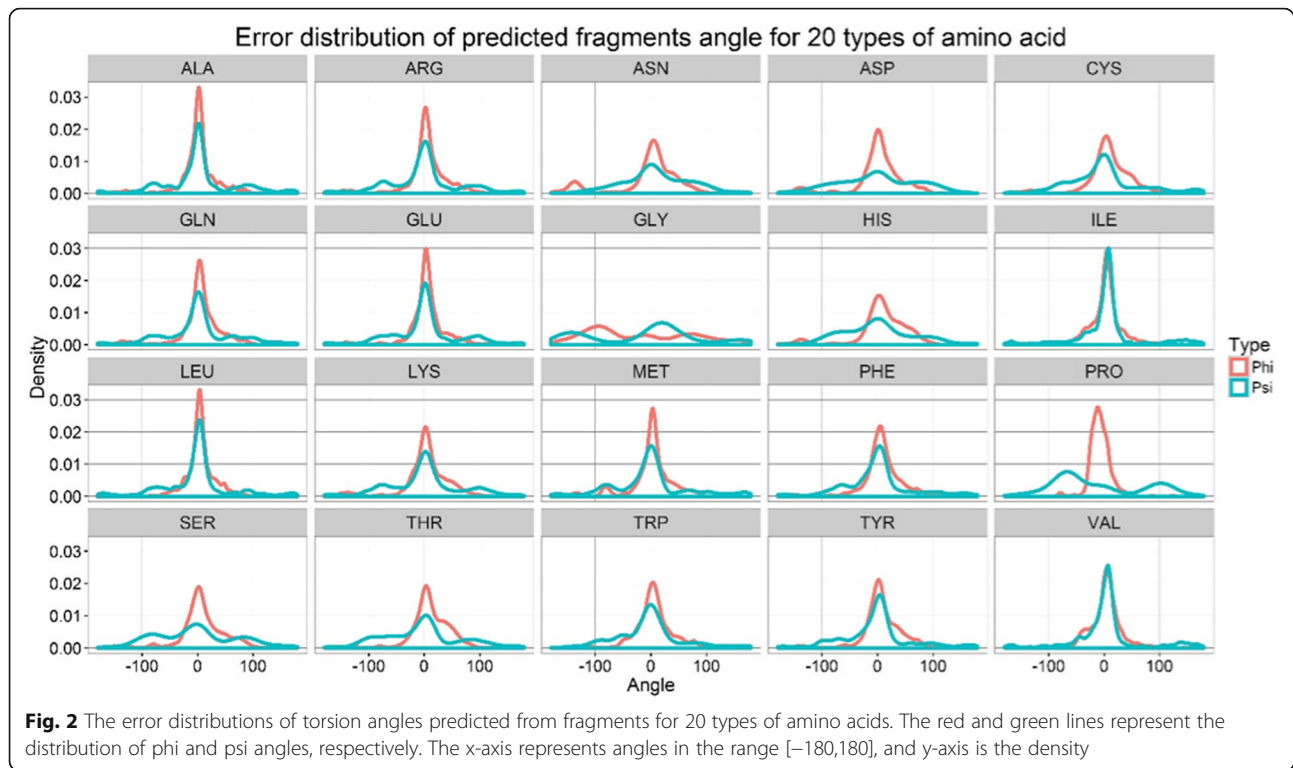 Error distribution of predicted fragments angle for 20 types of amino acid
ALA ARG ASN ASP CYS
0.03
0.02
0.01
0.00
GLN GLU GLY HIS ILE
0.03
0.02
0.01
0.00
LEU LYS MET PHE PRO
0.03
0.02
0.01
0.00
SER THR TRP TYR VAL
0.03
0.02
0.01
0.00
-100 0 100 -100 0 100 -100 0 100 -100 0 100 -100 0 100
Density
Angle
Type
Phi
Psi
Fig. 2 The error distributions of torsion angles predicted from fragments for 20 types of amino acids. The red and green lines represent the
distribution of phi and psi angles, respectively. The x-axis represents angles in the range [−180,180], and y-axis is the density